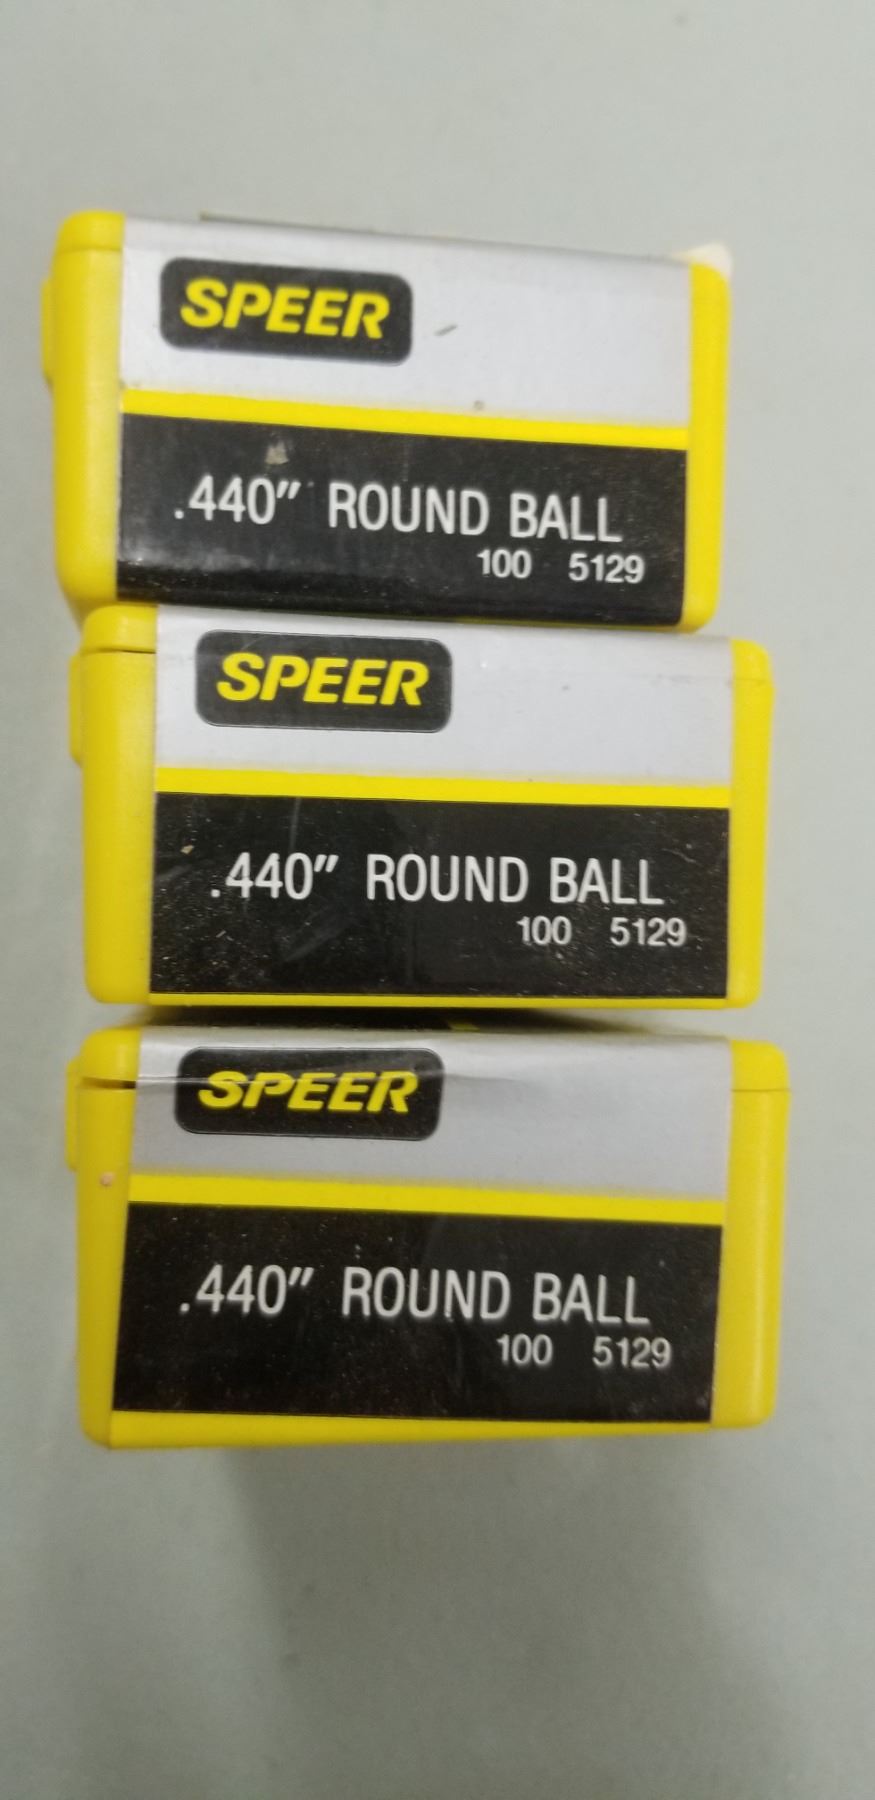 SPEER
.440" ROUND BALL
100 5129
SPEER
.440" ROUND BALL
100 5129
SPEER
.440" ROUND BALL
100 5129